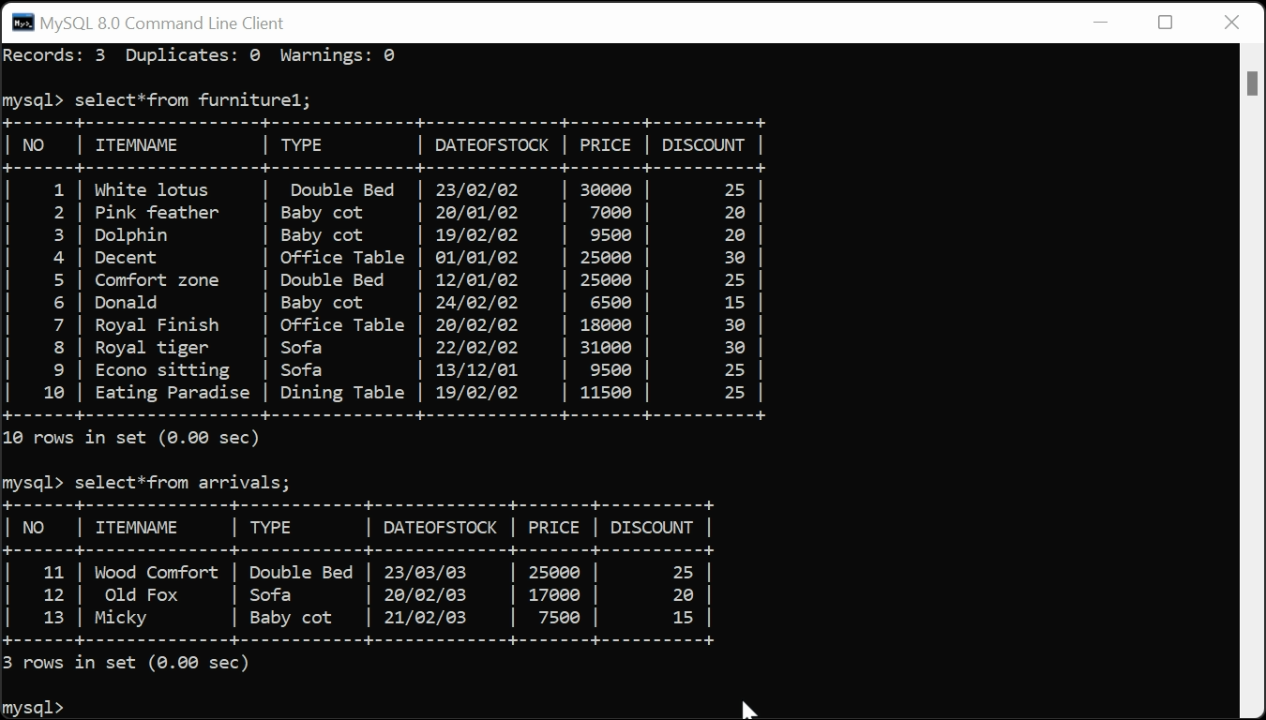 MySQL 8.0 Command Line Client
Records: 3  Duplicates: 0  Warnings: 0
mysql> select*from furniture1;
+------+-----------------+--------------+-------------+-------+----------+
| NO   | ITEMNAME        | TYPE         | DATEOFSTOCK | PRICE | DISCOUNT |
+------+-----------------+--------------+-------------+-------+----------+
|    1 | White lotus     |  Double Bed  | 23/02/02    | 30000 |       25 |
|    2 | Pink feather    | Baby cot     | 20/01/02    |  7000 |       20 |
|    3 | Dolphin         | Baby cot     | 19/02/02    |  9500 |       20 |
|    4 | Decent          | Office Table | 01/01/02    | 25000 |       30 |
|    5 | Comfort zone    | Double Bed   | 12/01/02    | 25000 |       25 |
|    6 | Donald          | Baby cot     | 24/02/02    |  6500 |       15 |
|    7 | Royal Finish    | Office Table | 20/02/02    | 18000 |       30 |
|    8 | Royal tiger     | Sofa         | 22/02/02    | 31000 |       30 |
|    9 | Econo sitting   | Sofa         | 13/12/01    |  9500 |       25 |
|   10 | Eating Paradise | Dining Table | 19/02/02    | 11500 |       25 |
+------+-----------------+--------------+-------------+-------+----------+
10 rows in set (0.00 sec)
mysql> select*from arrivals;
+------+--------------+------------+-------------+-------+----------+
| NO   | ITEMNAME     | TYPE       | DATEOFSTOCK | PRICE | DISCOUNT |
+------+--------------+------------+-------------+-------+----------+
|   11 | Wood Comfort | Double Bed | 23/03/03    | 25000 |       25 |
|   12 |  Old Fox     | Sofa       | 20/02/03    | 17000 |       20 |
|   13 | Micky        | Baby cot   | 21/02/03    |  7500 |       15 |
+------+--------------+------------+-------------+-------+----------+
3 rows in set (0.00 sec)
mysql>